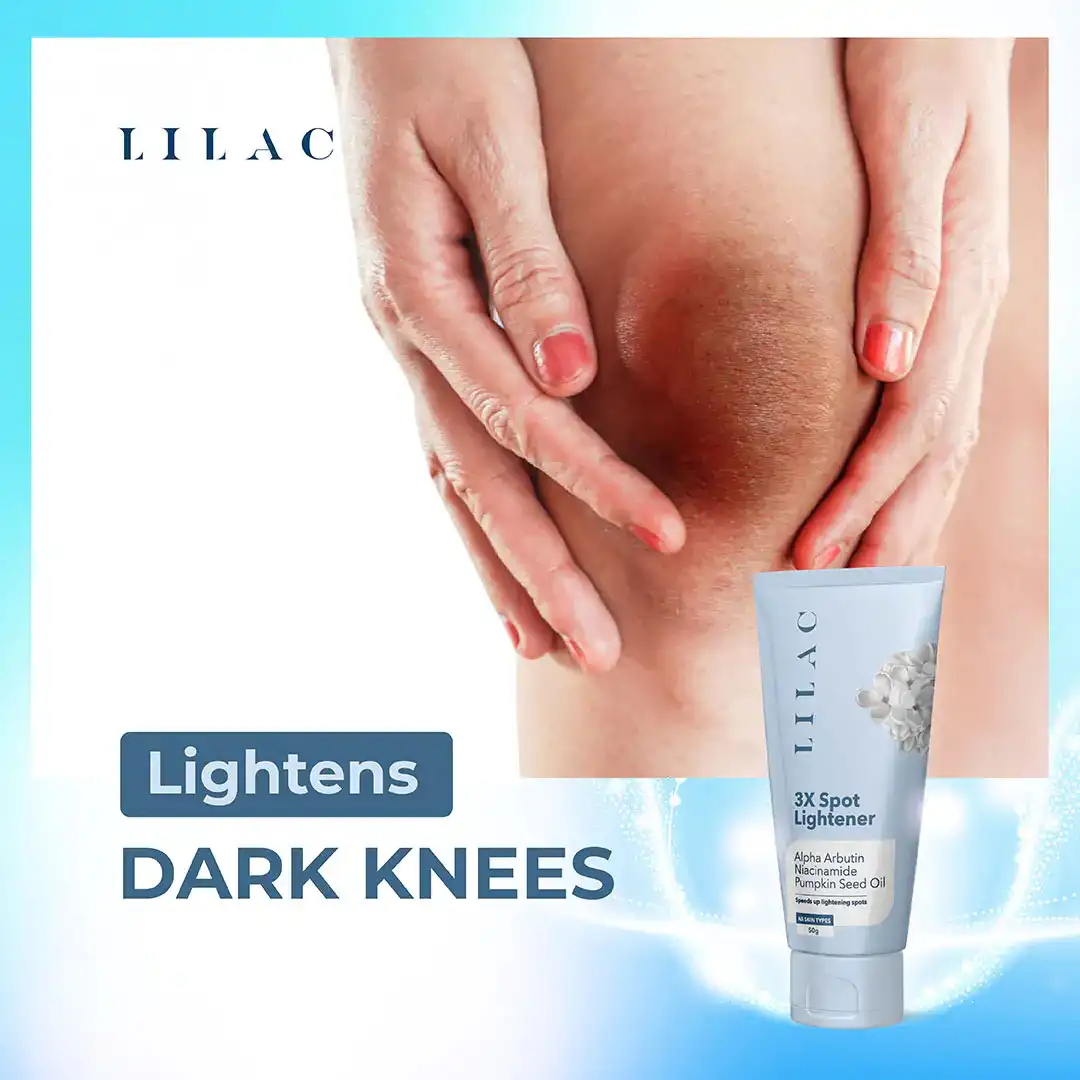 LILAC
Lightens
DARK KNEES
LILAC
3X Spot
Lightener
Alpha Arbutin
Niacinamide
Pumpkin Seed Oil
Speeds up lightening spots
All SKIN TYPES
50g